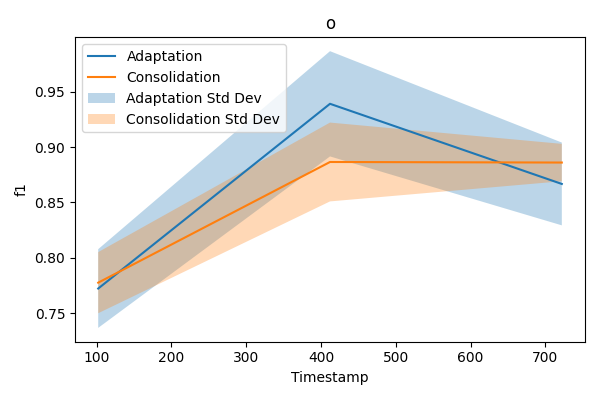 o
Adaptation
Consolidation
Adaptation Std Dev
Consolidation Std Dev
f1
0.95
0.90
0.85
0.80
0.75
100 200 300 400 500 600 700
Timestamp